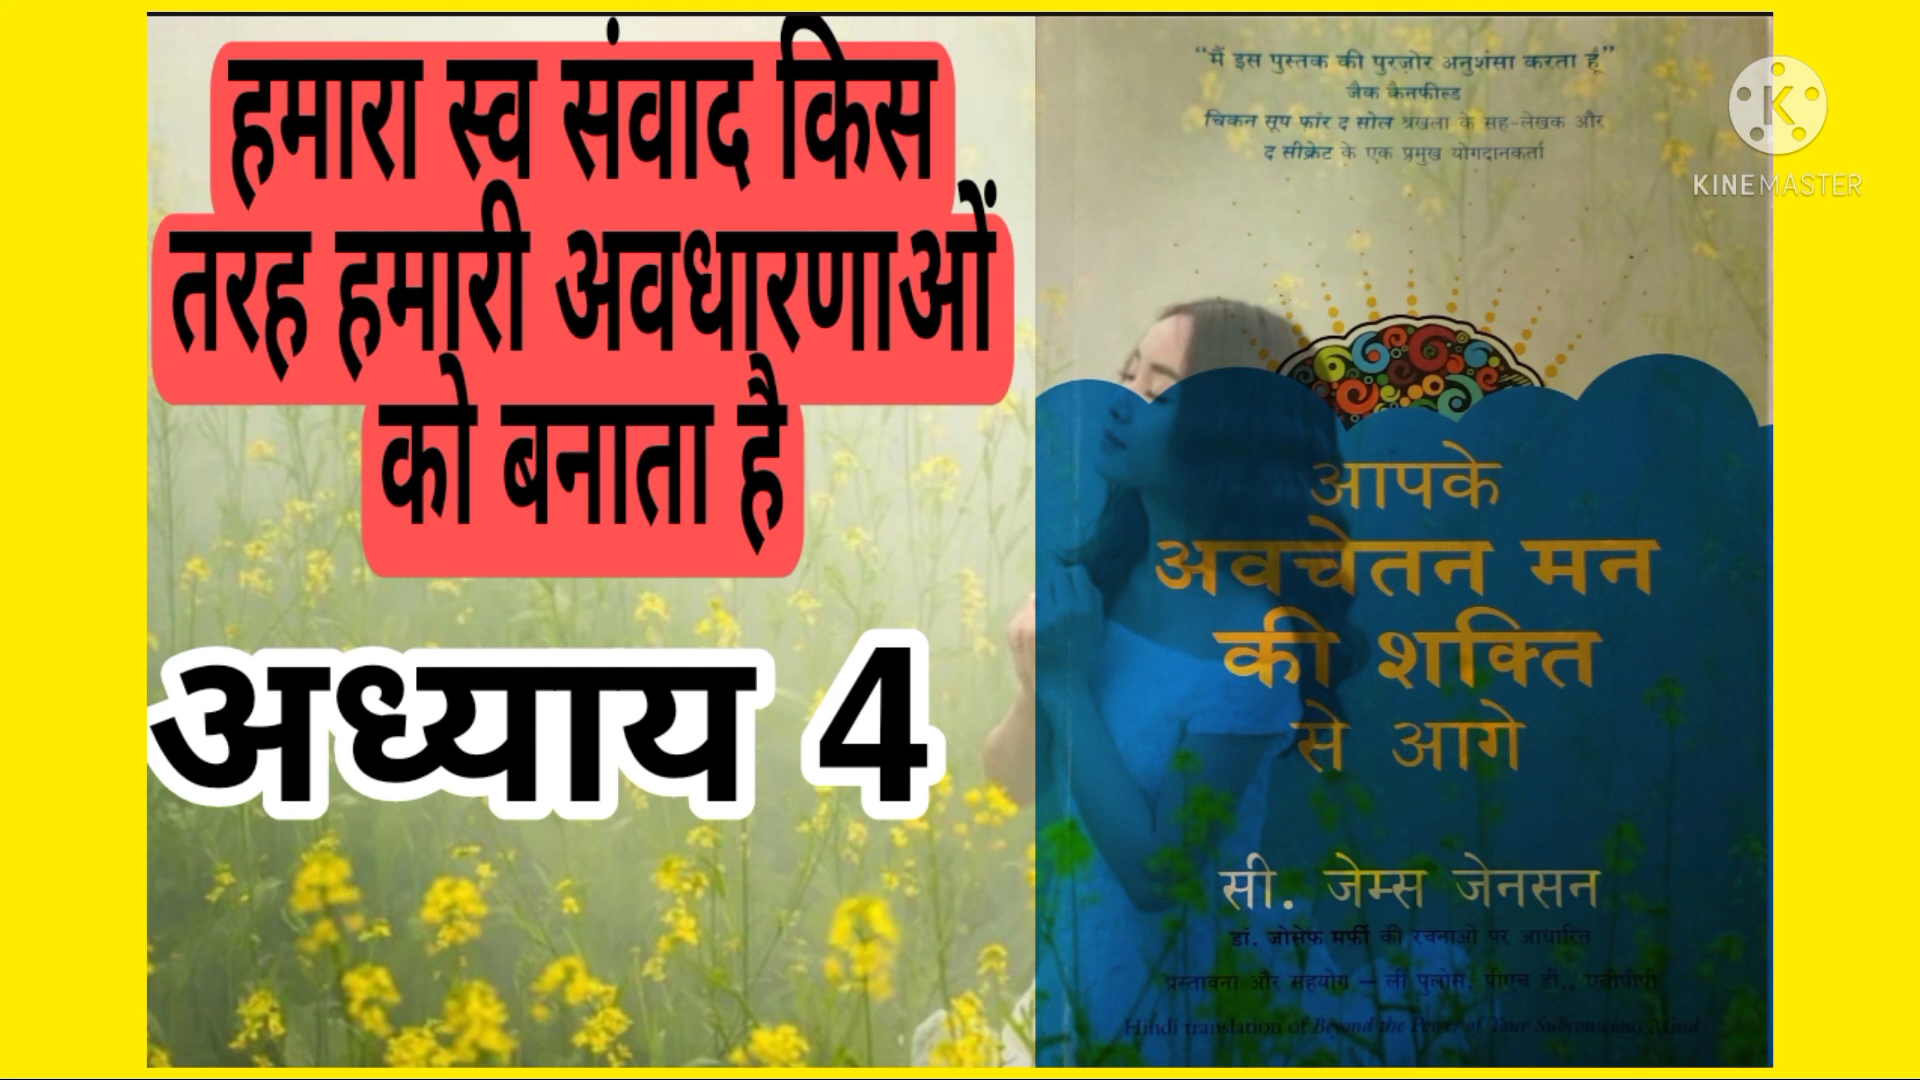 हमारा स्व संवाद किस
तरह हमारी अवधारणाओं
को बनाता है
अध्याय 4
“मैं इस पुस्तक की पुरज़ोर अनुशंसा करता हूँ”
जैक कैनफील्ड
चिकन सूप फॉर द सोल श्रंखला के सह-लेखक और
द सीक्रेट के एक प्रमुख योगदानकर्ता
आपके
अवचेतन मन
की शक्ति
से आगे
सी. जेम्स जेनसन
डॉ. जोसेफ मर्फी की रचनाओं पर आधारित
प्रस्तावना और सहयोग – ली पुलोस, पीएच डी., एबीपीपी
Hindi translation of Beyond the Power of Your Subconscious Mind
KINEMASTER